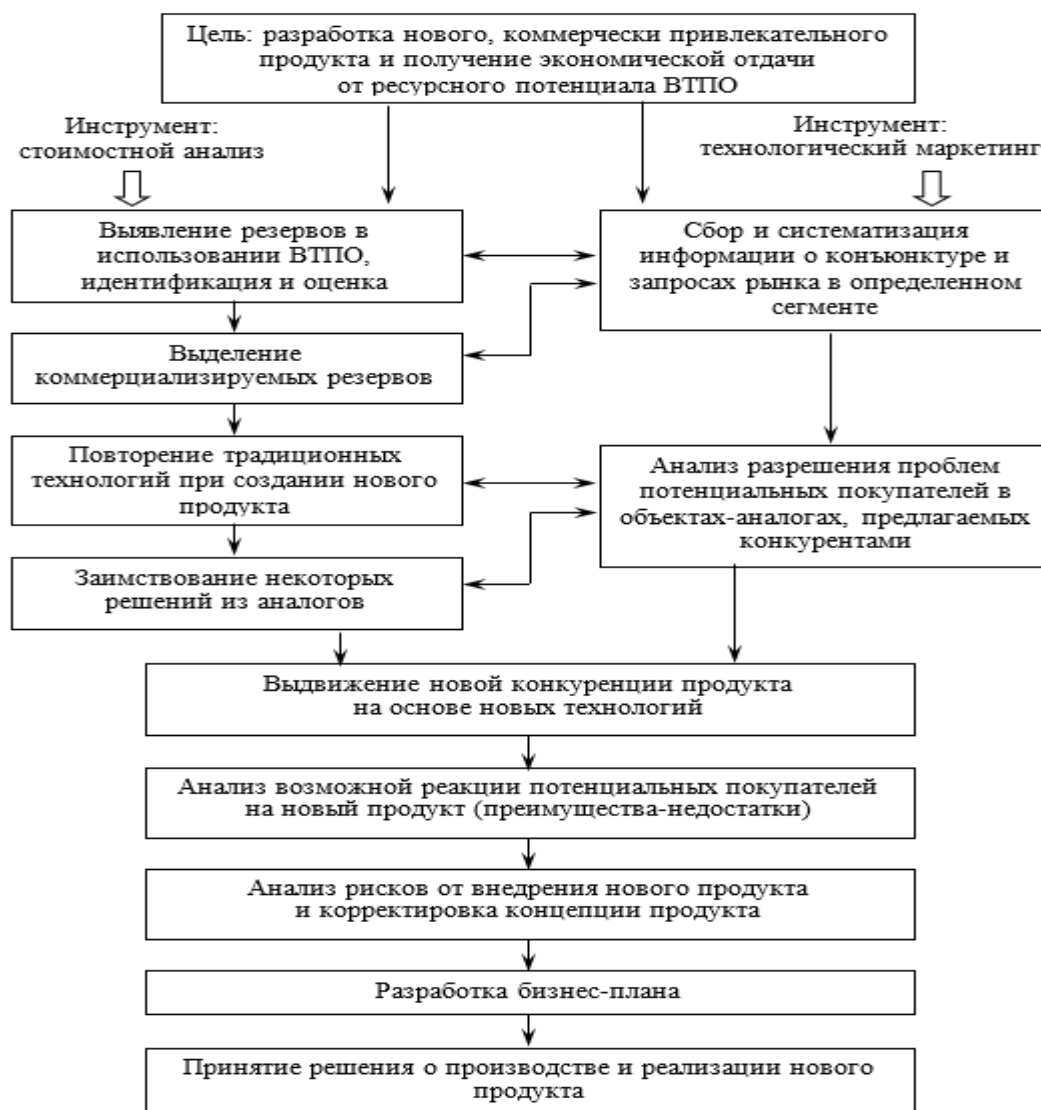 Цель: разработка нового, коммерчески привлекательного
продукта и получение экономической отдачи
от ресурсного потенциала ВТПО
Инструмент:
стоимостной анализ
Инструмент:
технологический маркетинг
Выявление резервов в
использовании ВТПО,
идентификация и оценка
Сбор и систематизация
информации о конъюнктуре и
запросах рынка в определенном
сегменте
Выделение
коммерциализируемых резервов
Повторение традиционных
технологий при создании нового
продукта
Анализ разрешения проблем
потенциальных покупателей в
объектах-аналогах, предлагаемых
конкурентами
Заимствование некоторых
решений из аналогов
Выдвижение новой конкуренции продукта
на основе новых технологий
Анализ возможной реакции потенциальных покупателей
на новый продукт (преимущества-недостатки)
Анализ рисков от внедрения нового продукта
и корректировка концепции продукта
Разработка бизнес-плана
Принятие решения о производстве и реализации нового
продукта